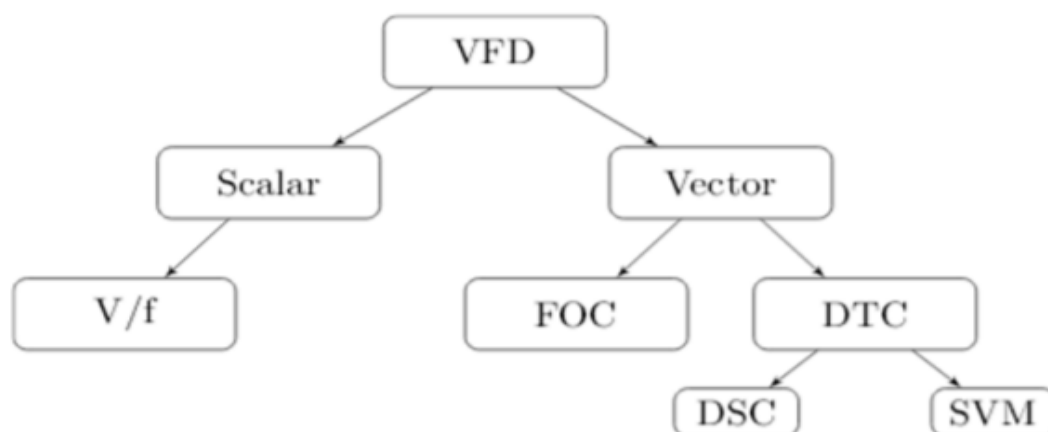 VFD
Scalar
Vector
V/f
FOC
DTC
DSC
SVM